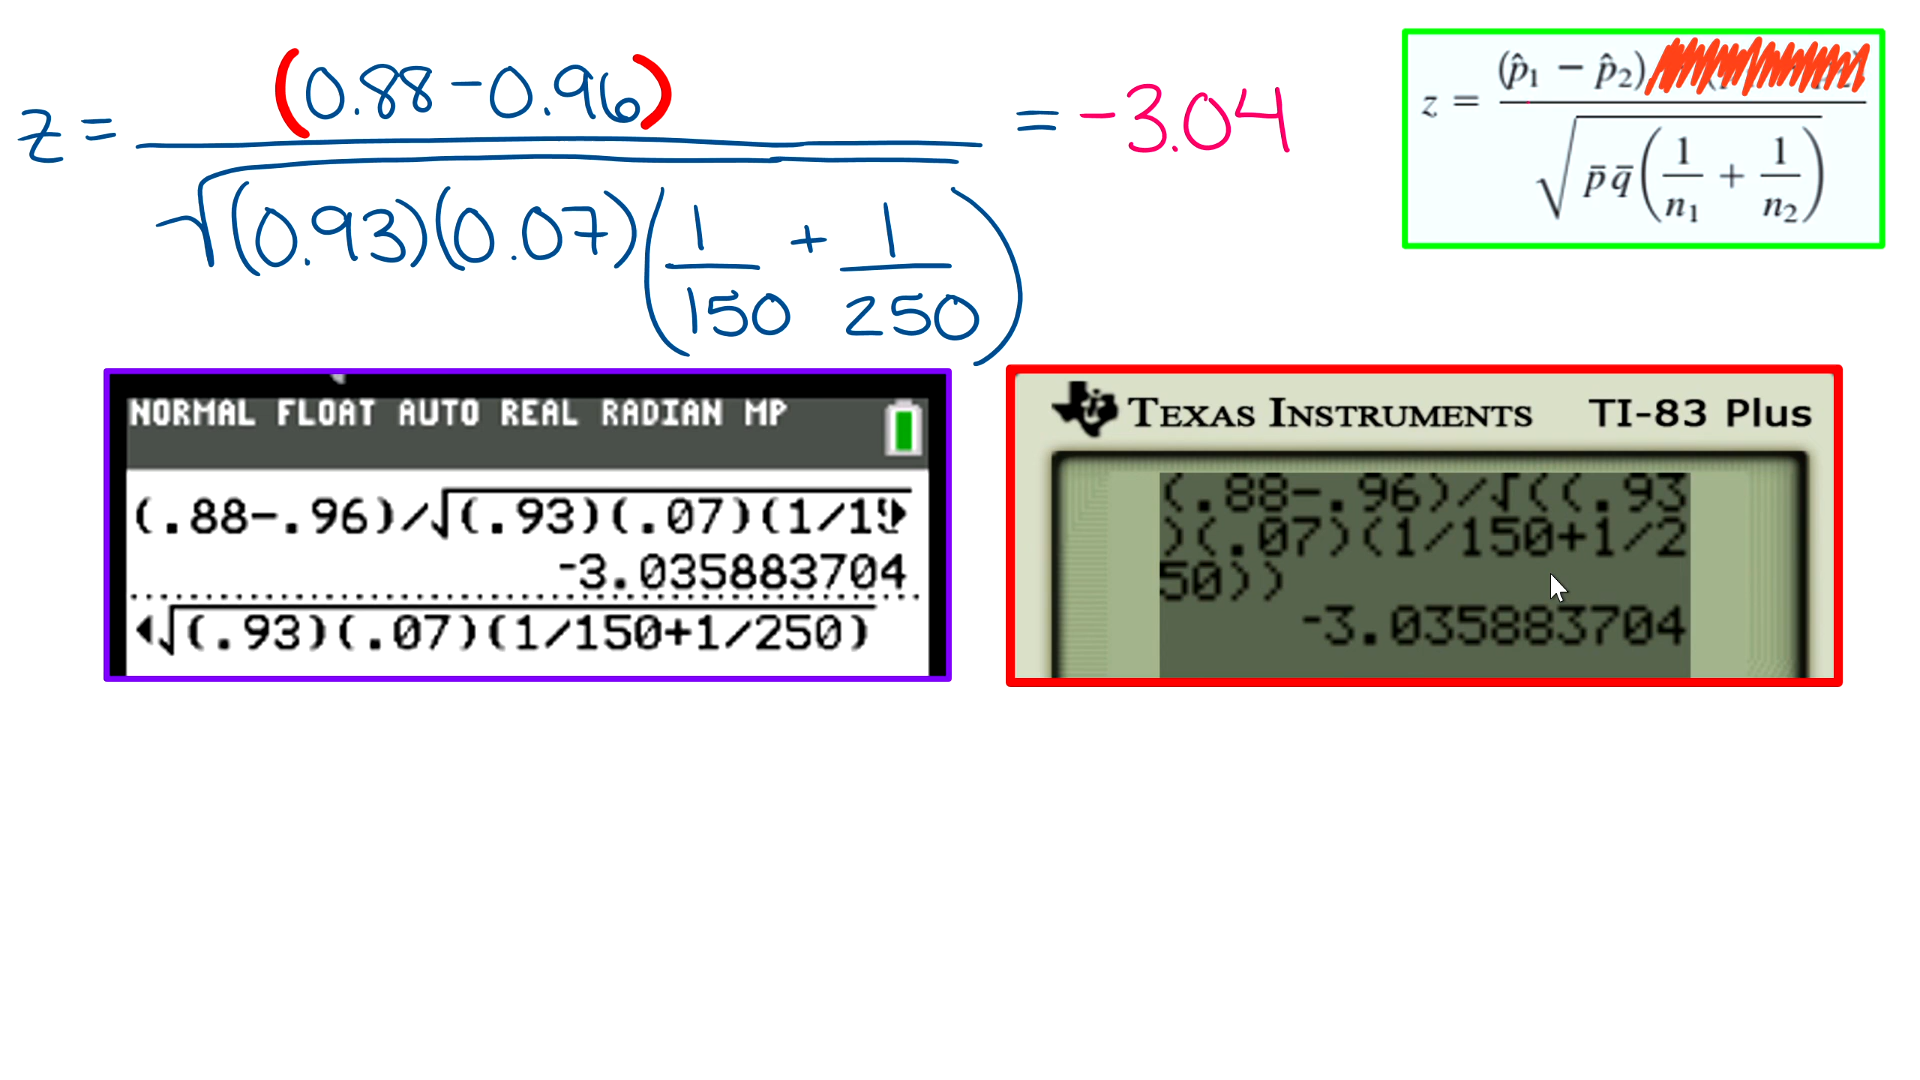 z = (0.88-0.96) / √(0.93)(0.07)(1/150 + 1/250) = -3.04
z = (p̂₁ − p̂₂) / √p̄q̄(1/n₁ + 1/n₂)
NORMAL FLOAT AUTO REAL RADIAN MP
(.88-.96)/√(.93)(.07)(1/15
-3.035883704
√(.93)(.07)(1/150+1/250)
TEXAS INSTRUMENTS TI-83 Plus
(.88-.96)/√((.93
)(.07)(1/150+1/2
50))
-3.035883704